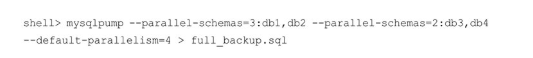 shell> mysqlpump --parallel-schemas=3:db1,db2 --parallel-schemas=2:db3,db4
--default-parallelism=4 > full_backup.sql